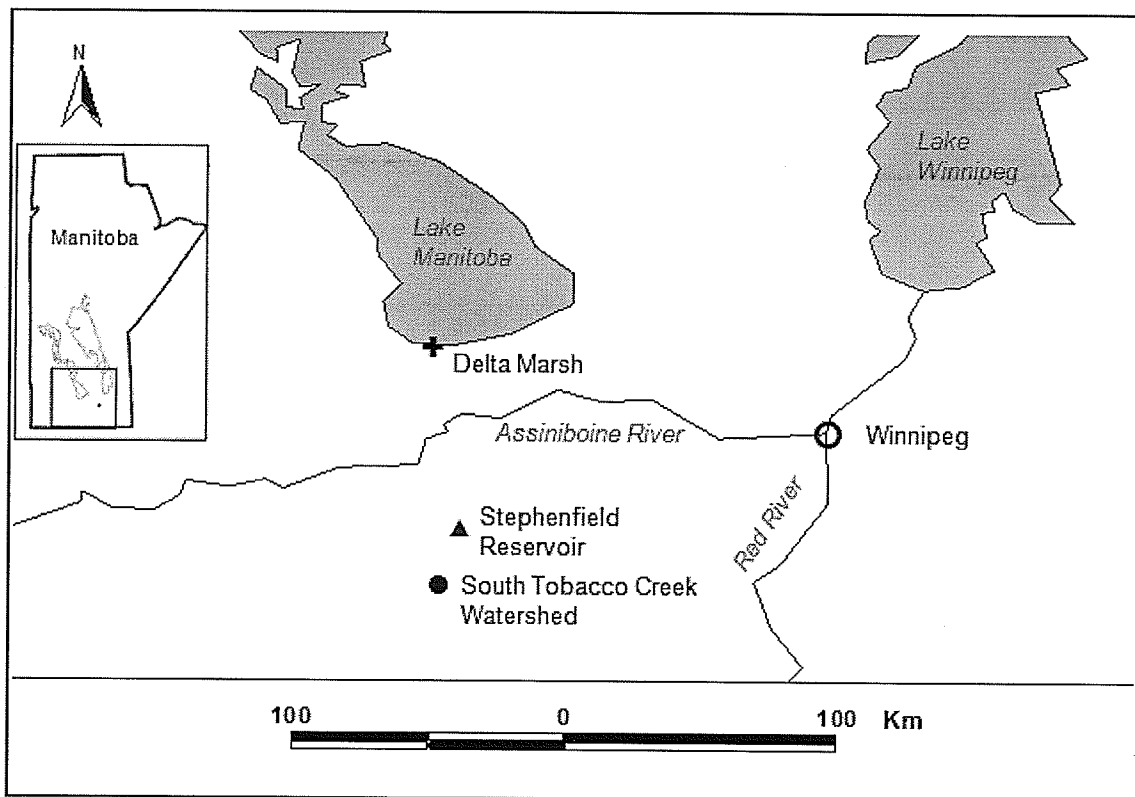 N
Manitoba
Lake
Manitoba
Lake
Winnipeg
Delta Marsh
Assiniboine River
Winnipeg
Red River
Stephenfield
Reservoir
South Tobacco Creek
Watershed
100 0 100 Km